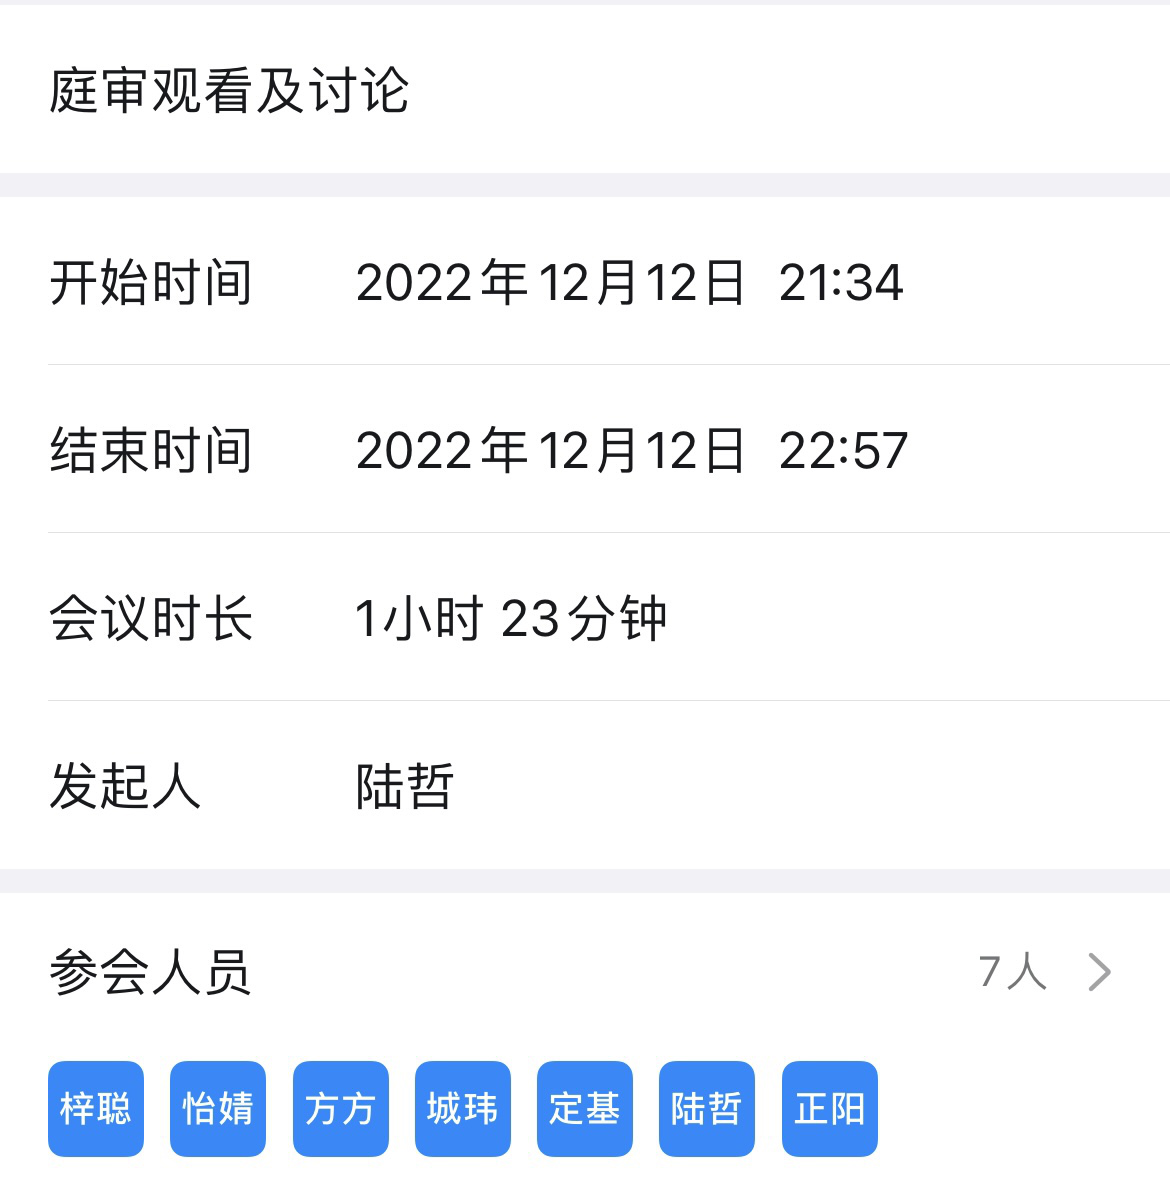 庭审观看及讨论
开始时间 2022年12月12日 21:34
结束时间 2022年12月12日 22:57
会议时长 1小时 23分钟
发起人 陆哲
参会人员 7人
梓聪 怡婧 方方 城玮 定基 陆哲 正阳